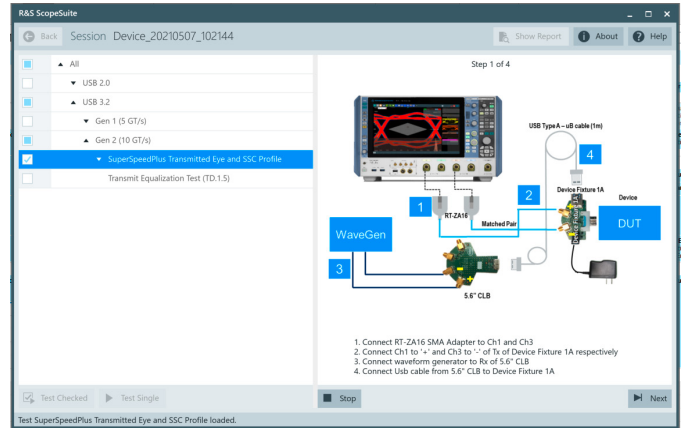 R&S ScopeSuite
Back Session Device_20210507_102144 Show Report About Help
All
USB 2.0
USB 3.2
Gen 1 (5 GT/s)
Gen 2 (10 GT/s)
SuperSpeedPlus Transmitted Eye and SSC Profile
Transmit Equalization Test (TD.1.5)
Step 1 of 4
USB Type A – uB cable (1m)
4
Device Fixture 1A
Device
2
1
RT-ZA16
Matched Pair
Device Fixture 1A
DUT
WaveGen
3
5.6" CLB
1. Connect RT-ZA16 SMA Adapter to Ch1 and Ch3
2. Connect Ch1 to '+' and Ch3 to '-' of Tx of Device Fixture 1A respectively
3. Connect waveform generator to Rx of 5.6" CLB
4. Connect Usb cable from 5.6" CLB to Device Fixture 1A
Test Checked Test Single Stop Next
Test SuperSpeedPlus Transmitted Eye and SSC Profile loaded.